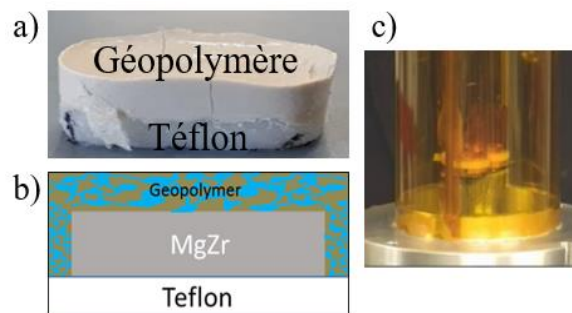 a)
Géopolymère
Téflon
b)
Geopolymer
MgZr
Teflon
c)